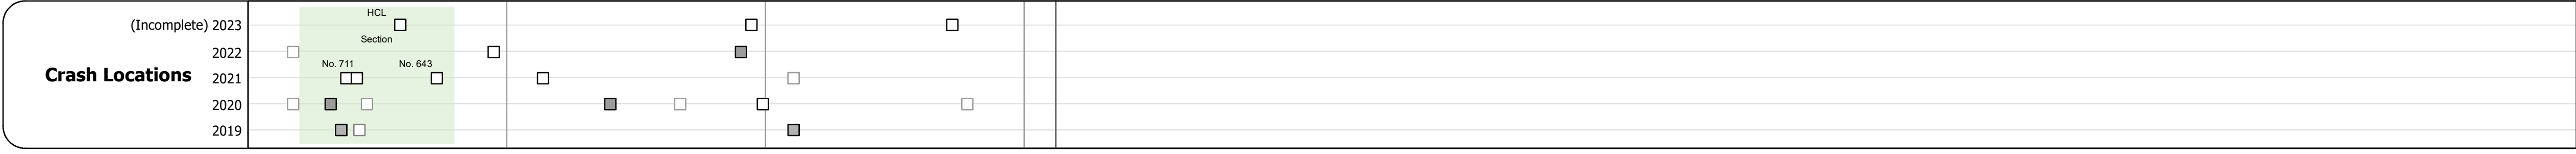 HCL
(Incomplete) 2023
Section
2022
No. 711 No. 643
Crash Locations
2021
2020
2019